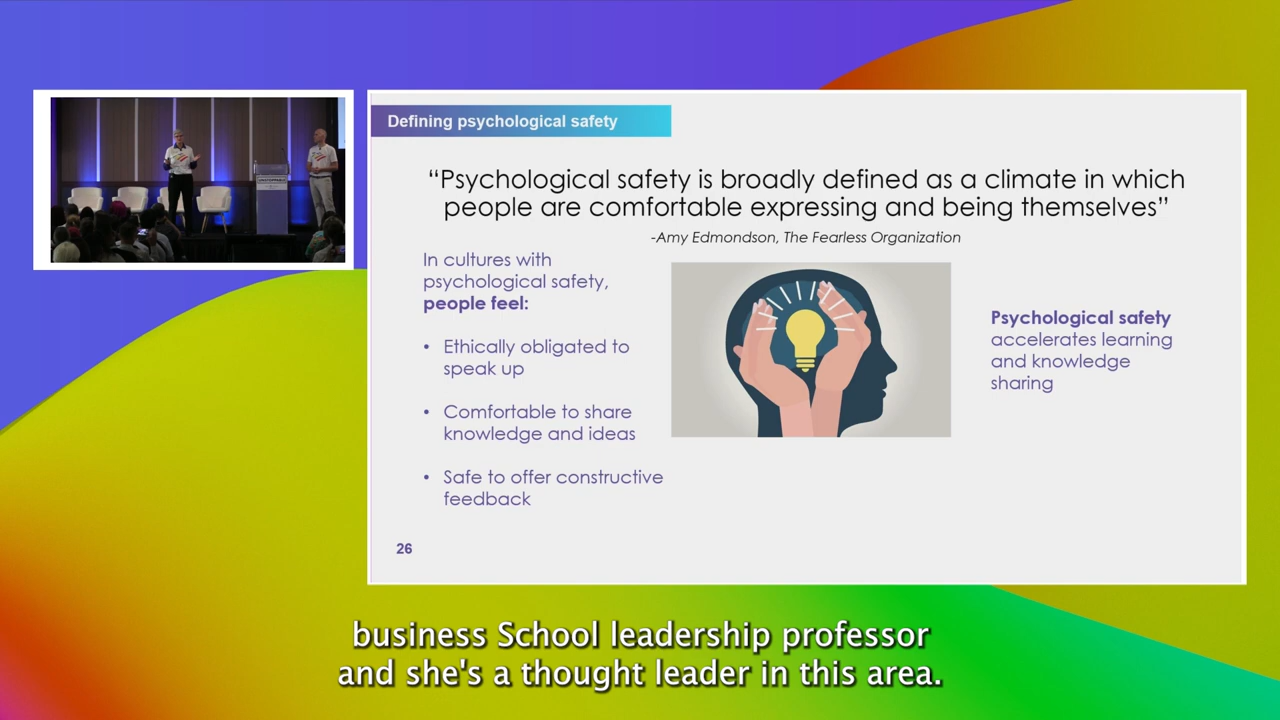 Defining psychological safety
“Psychological safety is broadly defined as a climate in which
people are comfortable expressing and being themselves”
-Amy Edmondson, The Fearless Organization
In cultures with
psychological safety,
people feel:
• Ethically obligated to
speak up
• Comfortable to share
knowledge and ideas
• Safe to offer constructive
feedback
Psychological safety
accelerates learning
and knowledge
sharing
26
business School leadership professor
and she's a thought leader in this area.